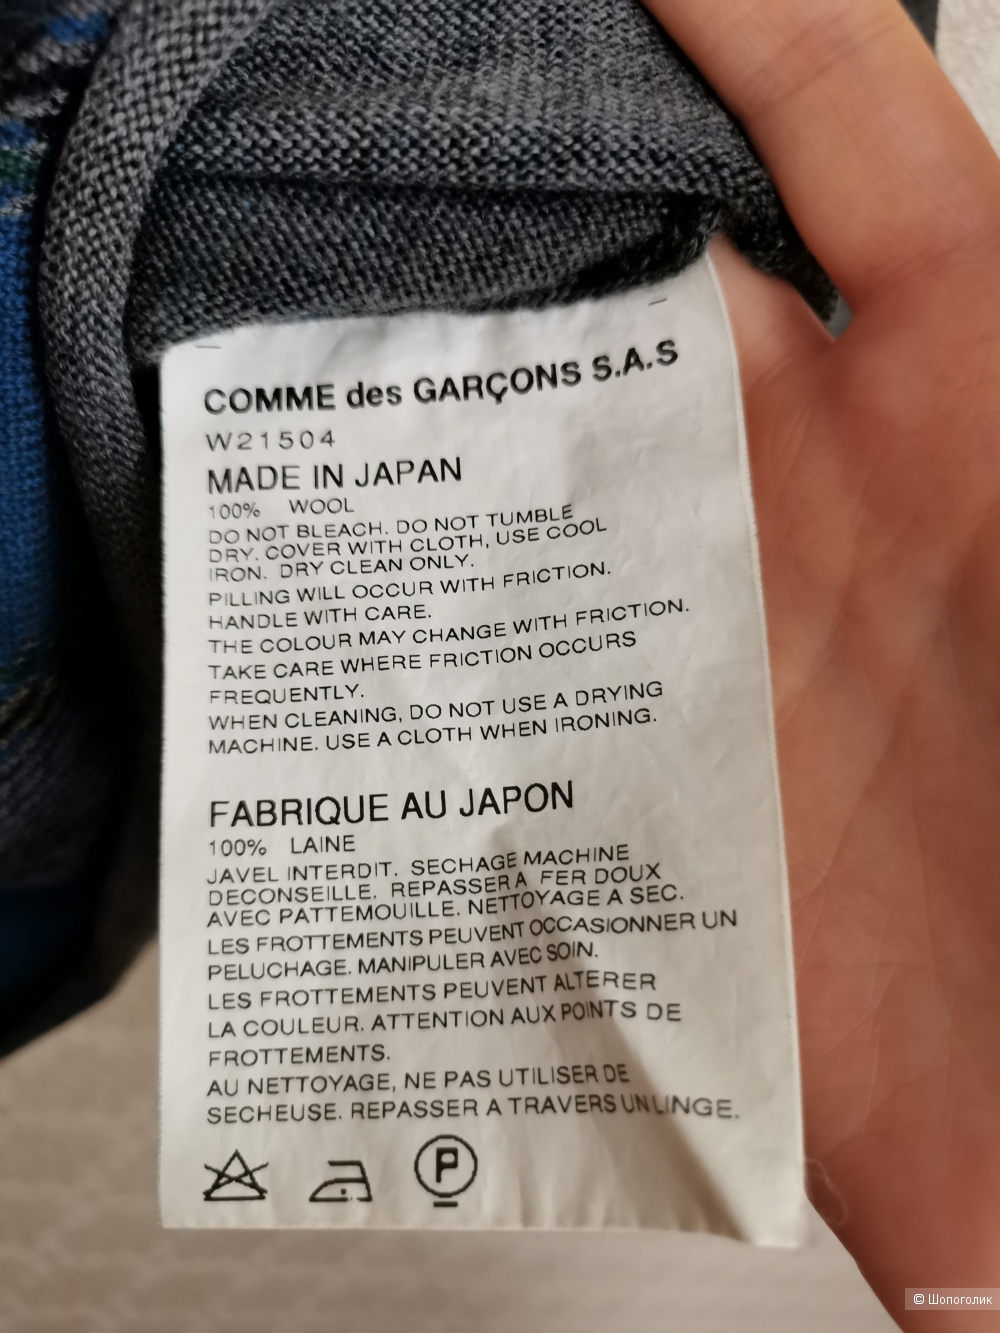 COMME des GARÇONS S.A.S
W21504
MADE IN JAPAN
100% WOOL
DO NOT BLEACH. DO NOT TUMBLE
DRY. COVER WITH CLOTH, USE COOL
IRON. DRY CLEAN ONLY.
PILLING WILL OCCUR WITH FRICTION.
HANDLE WITH CARE.
THE COLOUR MAY CHANGE WITH FRICTION.
TAKE CARE WHERE FRICTION OCCURS
FREQUENTLY.
WHEN CLEANING, DO NOT USE A DRYING
MACHINE. USE A CLOTH WHEN IRONING.
FABRIQUE AU JAPON
100% LAINE
JAVEL INTERDIT. SECHAGE MACHINE
DECONSEILLE. REPASSER A FER DOUX
AVEC PATTEMOUILLE. NETTOYAGE A SEC.
LES FROTTEMENTS PEUVENT OCCASIONNER UN
PELUCHAGE. MANIPULER AVEC SOIN.
LES FROTTEMENTS PEUVENT ALTERER
LA COULEUR. ATTENTION AUX POINTS DE
FROTTEMENTS.
AU NETTOYAGE, NE PAS UTILISER DE
SECHEUSE. REPASSER A TRAVERS UN LINGE.
P
© Шопоголик